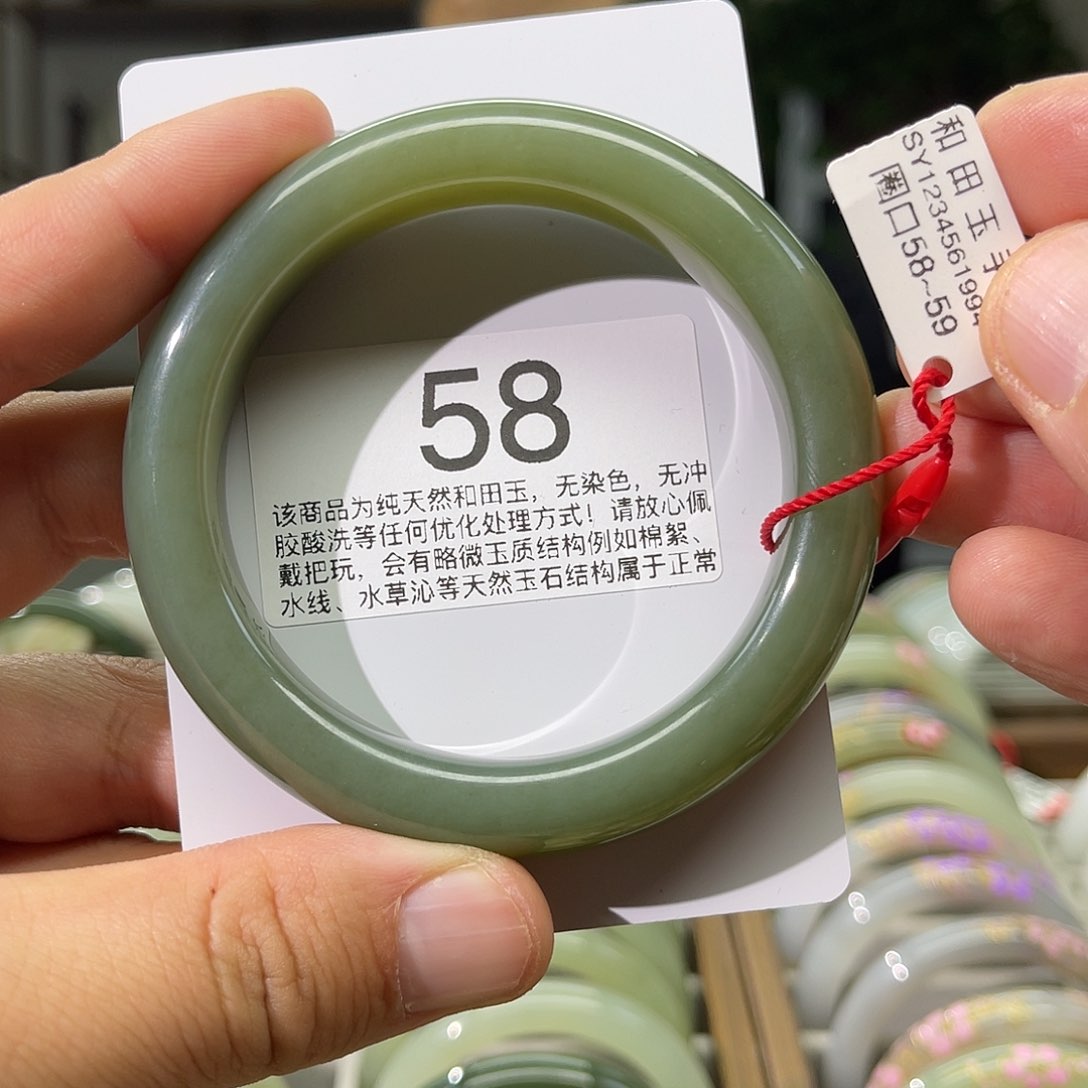 58
该商品为纯天然和田玉，无染色，无冲
胶酸洗等任何优化处理方式！请放心佩
戴把玩，会有略微玉质结构例如棉絮、
水线、水草沁等天然玉石结构属于正常
和田玉手
SY1234561994
圈口58~59